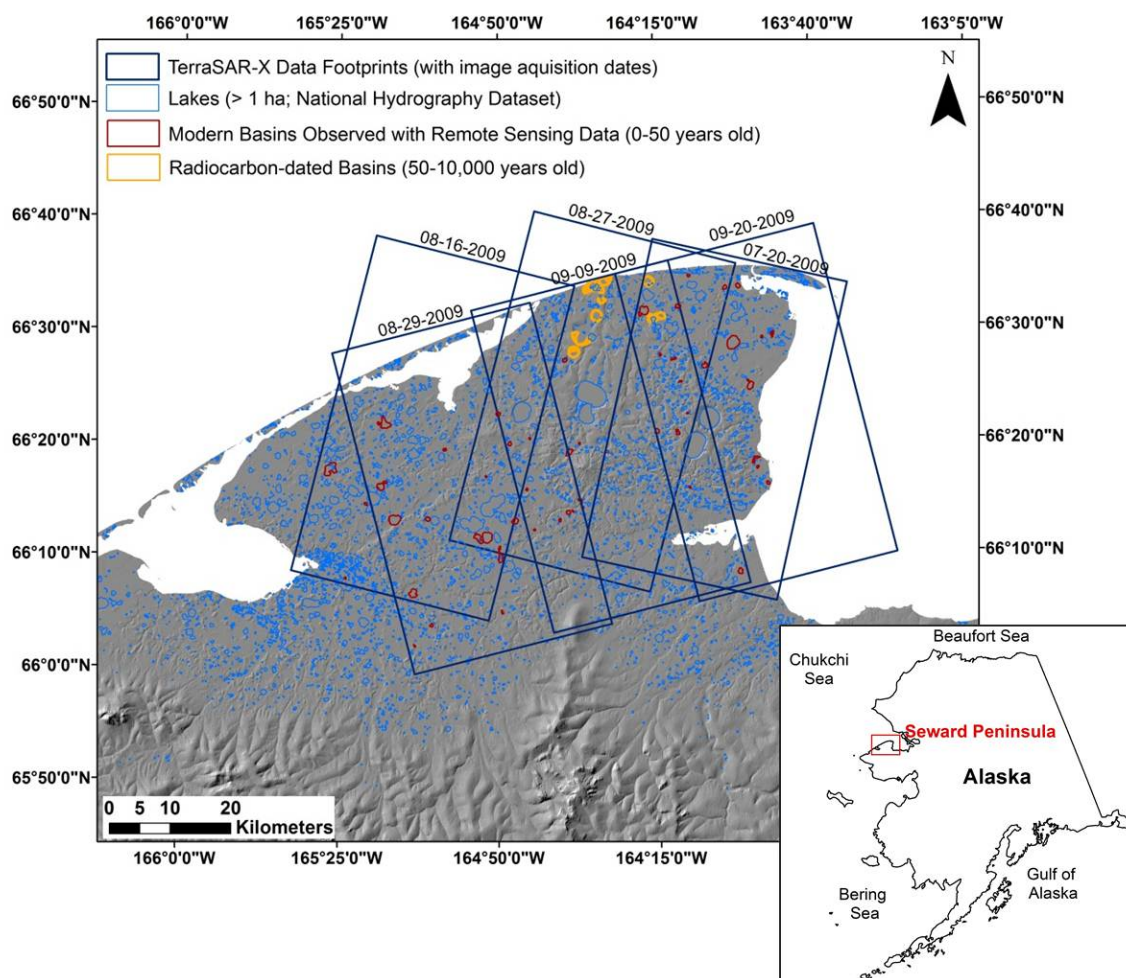 166°0'0"W 165°25'0"W 164°50'0"W 164°15'0"W 163°40'0"W 163°5'0"W
TerraSAR-X Data Footprints (with image aquisition dates)
N
Lakes (> 1 ha; National Hydrography Dataset)
66°50'0"N 66°50'0"N
Modern Basins Observed with Remote Sensing Data (0-50 years old)
Radiocarbon-dated Basins (50-10,000 years old)
66°40'0"N 66°40'0"N
08-27-2009
09-20-2009
08-16-2009
07-20-2009
09-09-2009
08-29-2009
66°30'0"N 66°30'0"N
66°20'0"N 66°20'0"N
66°10'0"N 66°10'0"N
66°0'0"N
65°50'0"N
0 5 10 20
Kilometers
166°0'0"W 165°25'0"W 164°50'0"W 164°15'0"W
Beaufort Sea
Chukchi
Sea
Seward Peninsula
Alaska
Bering
Sea
Gulf of
Alaska